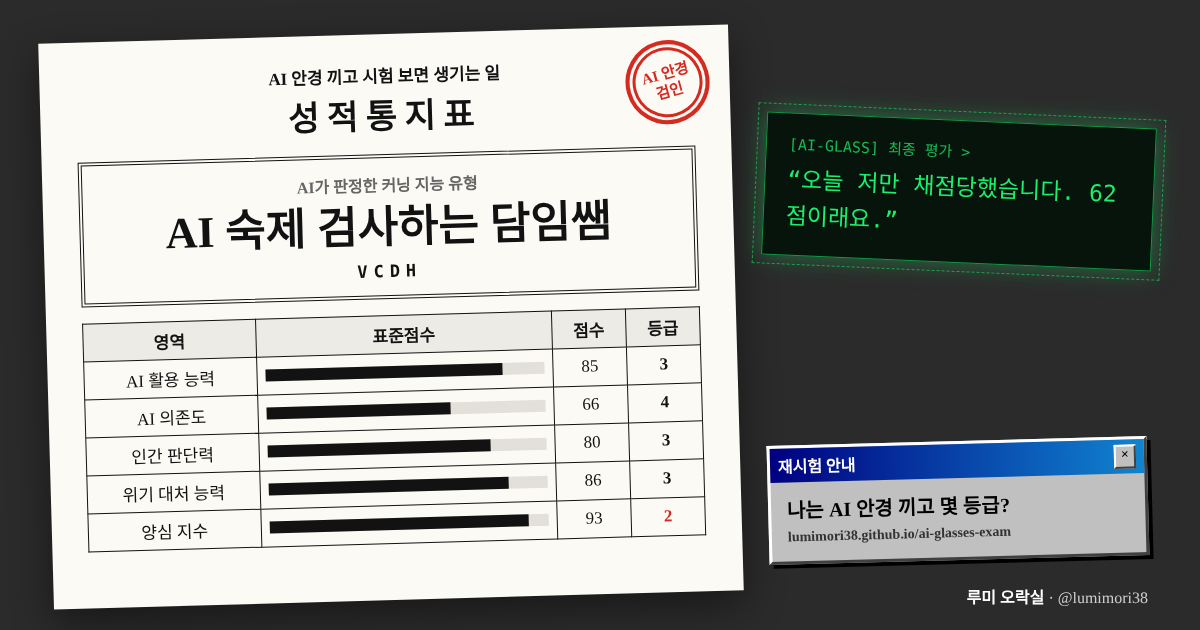 AI 안경 끼고 시험 보면 생기는 일
성적통지표
AI 안경
검인
AI가 판정한 커닝 지능 유형
AI 숙제 검사하는 담임쌤
VCDH
영역 표준점수 점수 등급
AI 활용 능력 85 3
AI 의존도 66 4
인간 판단력 80 3
위기 대처 능력 86 3
양심 지수 93 2
[AI-GLASS] 최종 평가 >
“오늘 저만 채점당했습니다. 62
점이래요.”
재시험 안내 ×
나는 AI 안경 끼고 몇 등급?
lumimori38.github.io/ai-glasses-exam
루미 오락실 · @lumimori38